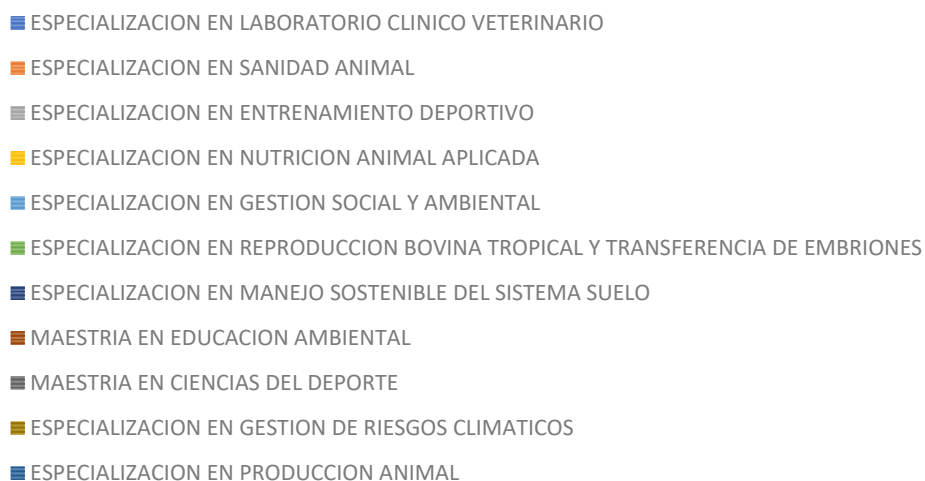 ESPECIALIZACION EN LABORATORIO CLINICO VETERINARIO
ESPECIALIZACION EN SANIDAD ANIMAL
ESPECIALIZACION EN ENTRENAMIENTO DEPORTIVO
ESPECIALIZACION EN NUTRICION ANIMAL APLICADA
ESPECIALIZACION EN GESTION SOCIAL Y AMBIENTAL
ESPECIALIZACION EN REPRODUCCION BOVINA TROPICAL Y TRANSFERENCIA DE EMBRIONES
ESPECIALIZACION EN MANEJO SOSTENIBLE DEL SISTEMA SUELO
MAESTRIA EN EDUCACION AMBIENTAL
MAESTRIA EN CIENCIAS DEL DEPORTE
ESPECIALIZACION EN GESTION DE RIESGOS CLIMATICOS
ESPECIALIZACION EN PRODUCCION ANIMAL